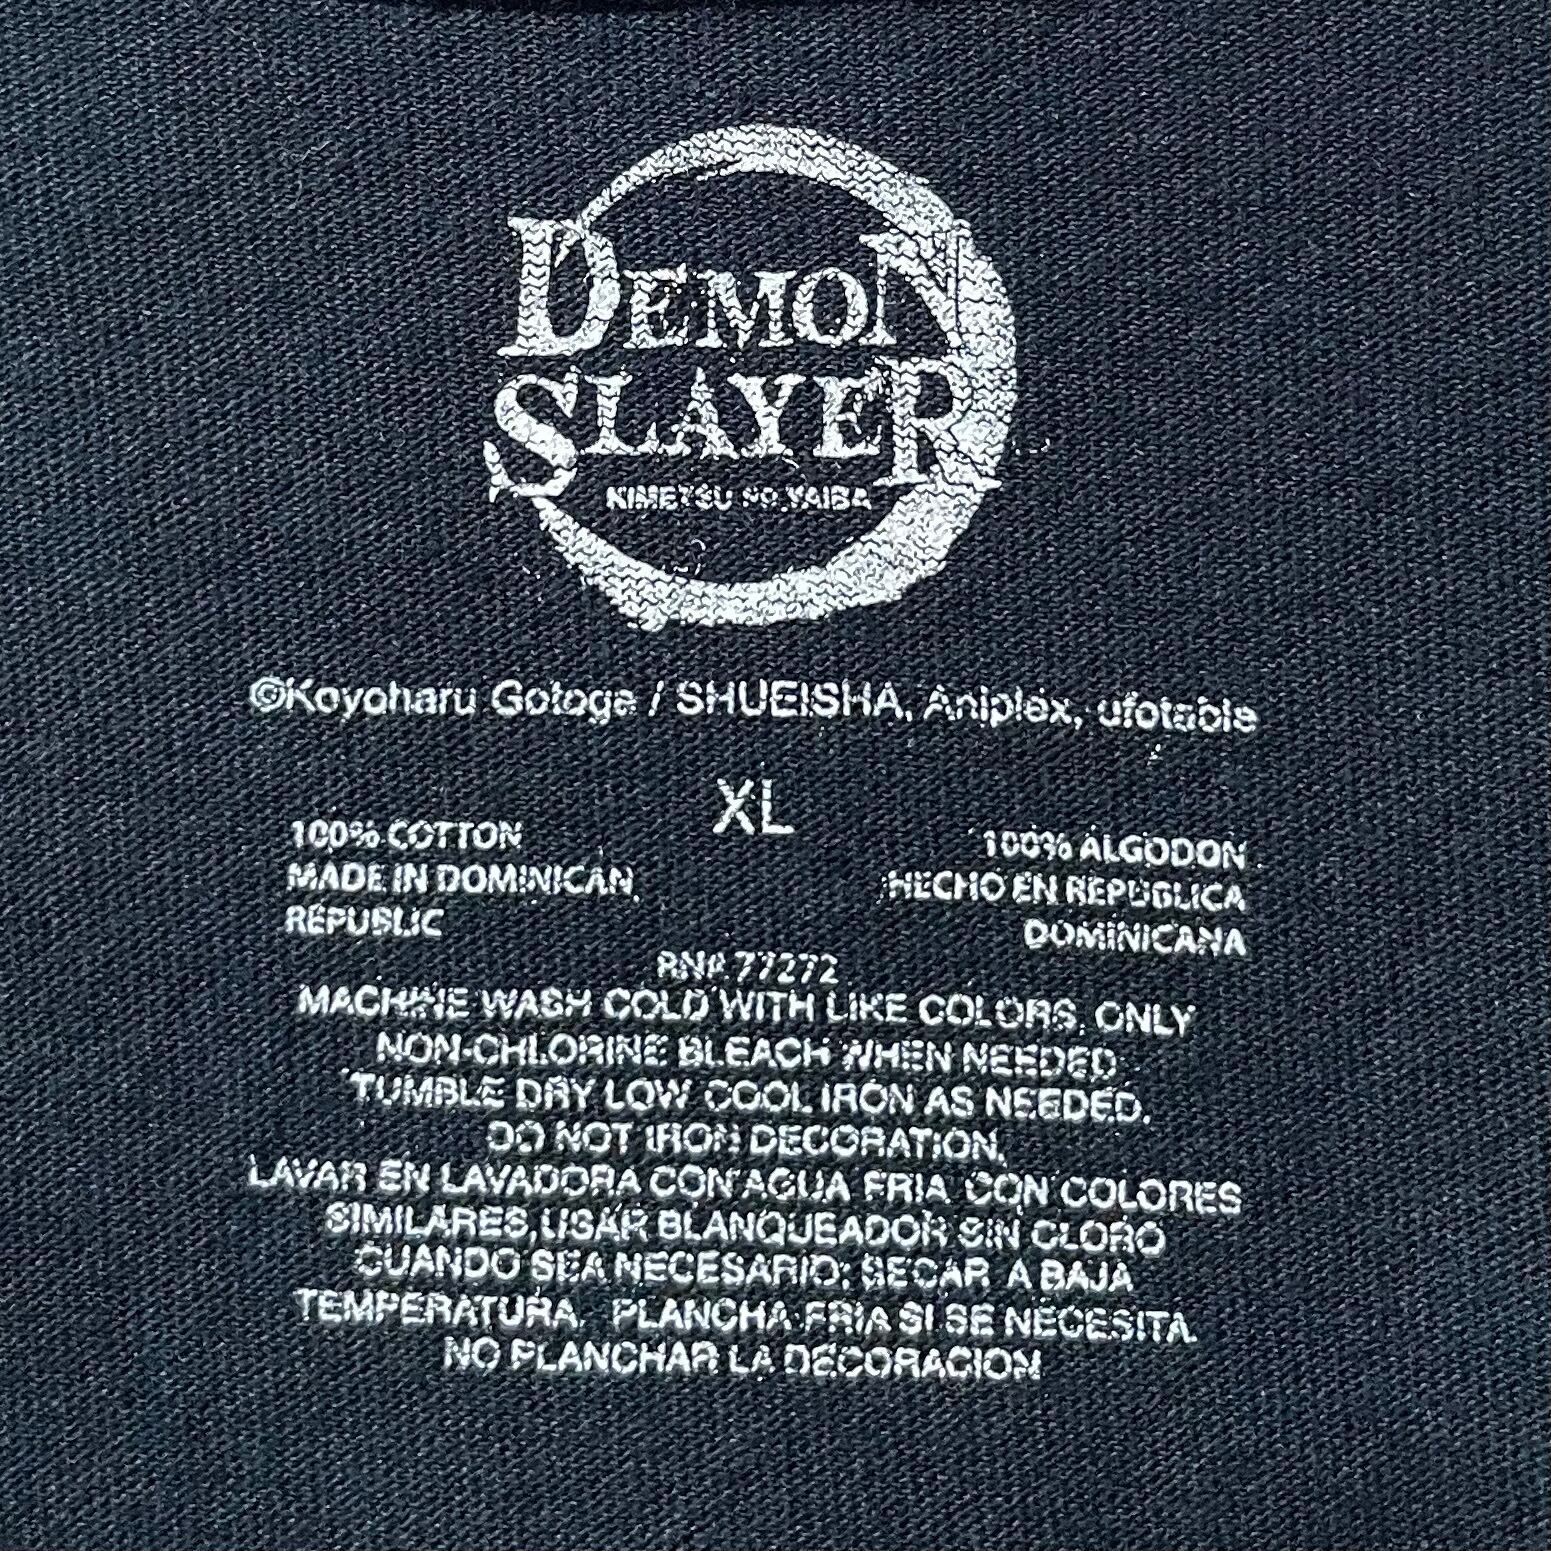 DEMON
SLAYER
KIMETSU NO YAIBA
©Koyoharu Gotoge / SHUEISHA, Aniplex, ufotable
XL
100% COTTON
MADE IN DOMINICAN
REPUBLIC
100% ALGODON
HECHO EN REPUBLICA
DOMINICANA
RN# 77272
MACHINE WASH COLD WITH LIKE COLORS, ONLY
NON-CHLORINE BLEACH WHEN NEEDED
TUMBLE DRY LOW COOL IRON AS NEEDED.
DO NOT IRON DECORATION.
LAVAR EN LAVADORA CON AGUA FRIA CON COLORES
SIMILARES, USAR BLANQUEADOR SIN CLORO
CUANDO SEA NECESARIO; SECAR A BAJA
TEMPERATURA. PLANCHA FRIA SI SE NECESITA.
NO PLANCHAR LA DECORACION